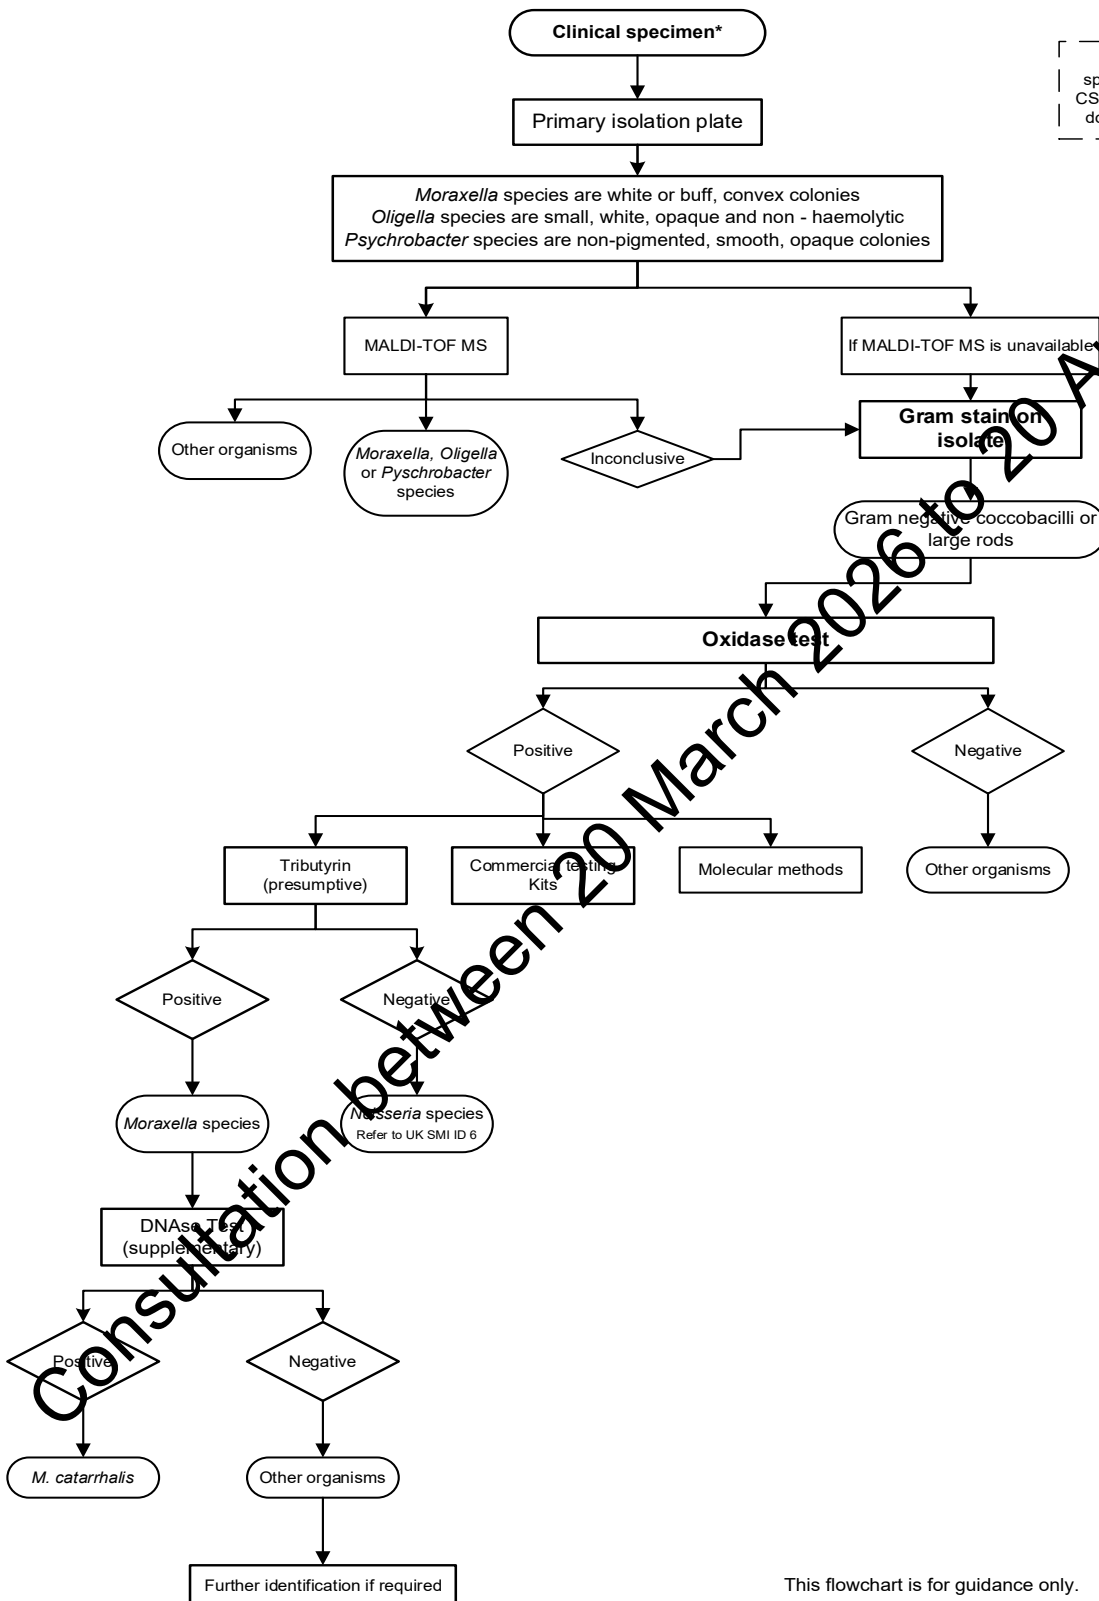 Clinical specimen*
sp
CS
do
Primary isolation plate
Moraxella species are white or buff, convex colonies
Oligella species are small, white, opaque and non - haemolytic
Psychrobacter species are non-pigmented, smooth, opaque colonies
MALDI-TOF MS
If MALDI-TOF MS is unavailable
Other organisms
Moraxella, Oligella
or Pyschrobacter
species
Inconclusive
Gram stain on
isolate
Gram negative coccobacilli or
large rods
Oxidase test
Positive
Negative
Tributyrin
(presumptive)
Commercial testing
Kits
Molecular methods
Other organisms
Positive
Negative
Moraxella species
Neisseria species
Refer to UK SMI ID 6
DNAse Test
(supplementary)
Positive
Negative
M. catarrhalis
Other organisms
Further identification if required
This flowchart is for guidance only.
Consultation between 20 March 2026 to 20 A